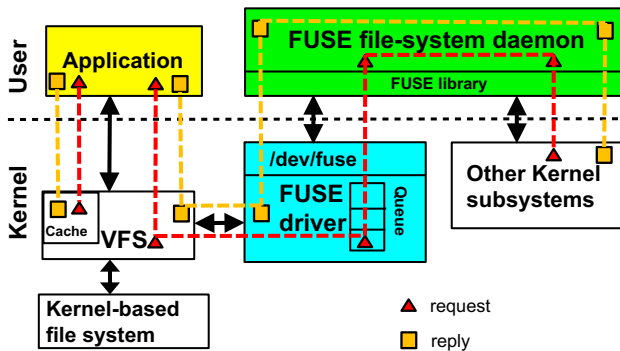 User
Application
FUSE file-system daemon
FUSE library
Kernel
/dev/fuse
FUSE
driver
Queue
Other Kernel
subsystems
Cache
VFS
Kernel-based
file system
request
reply